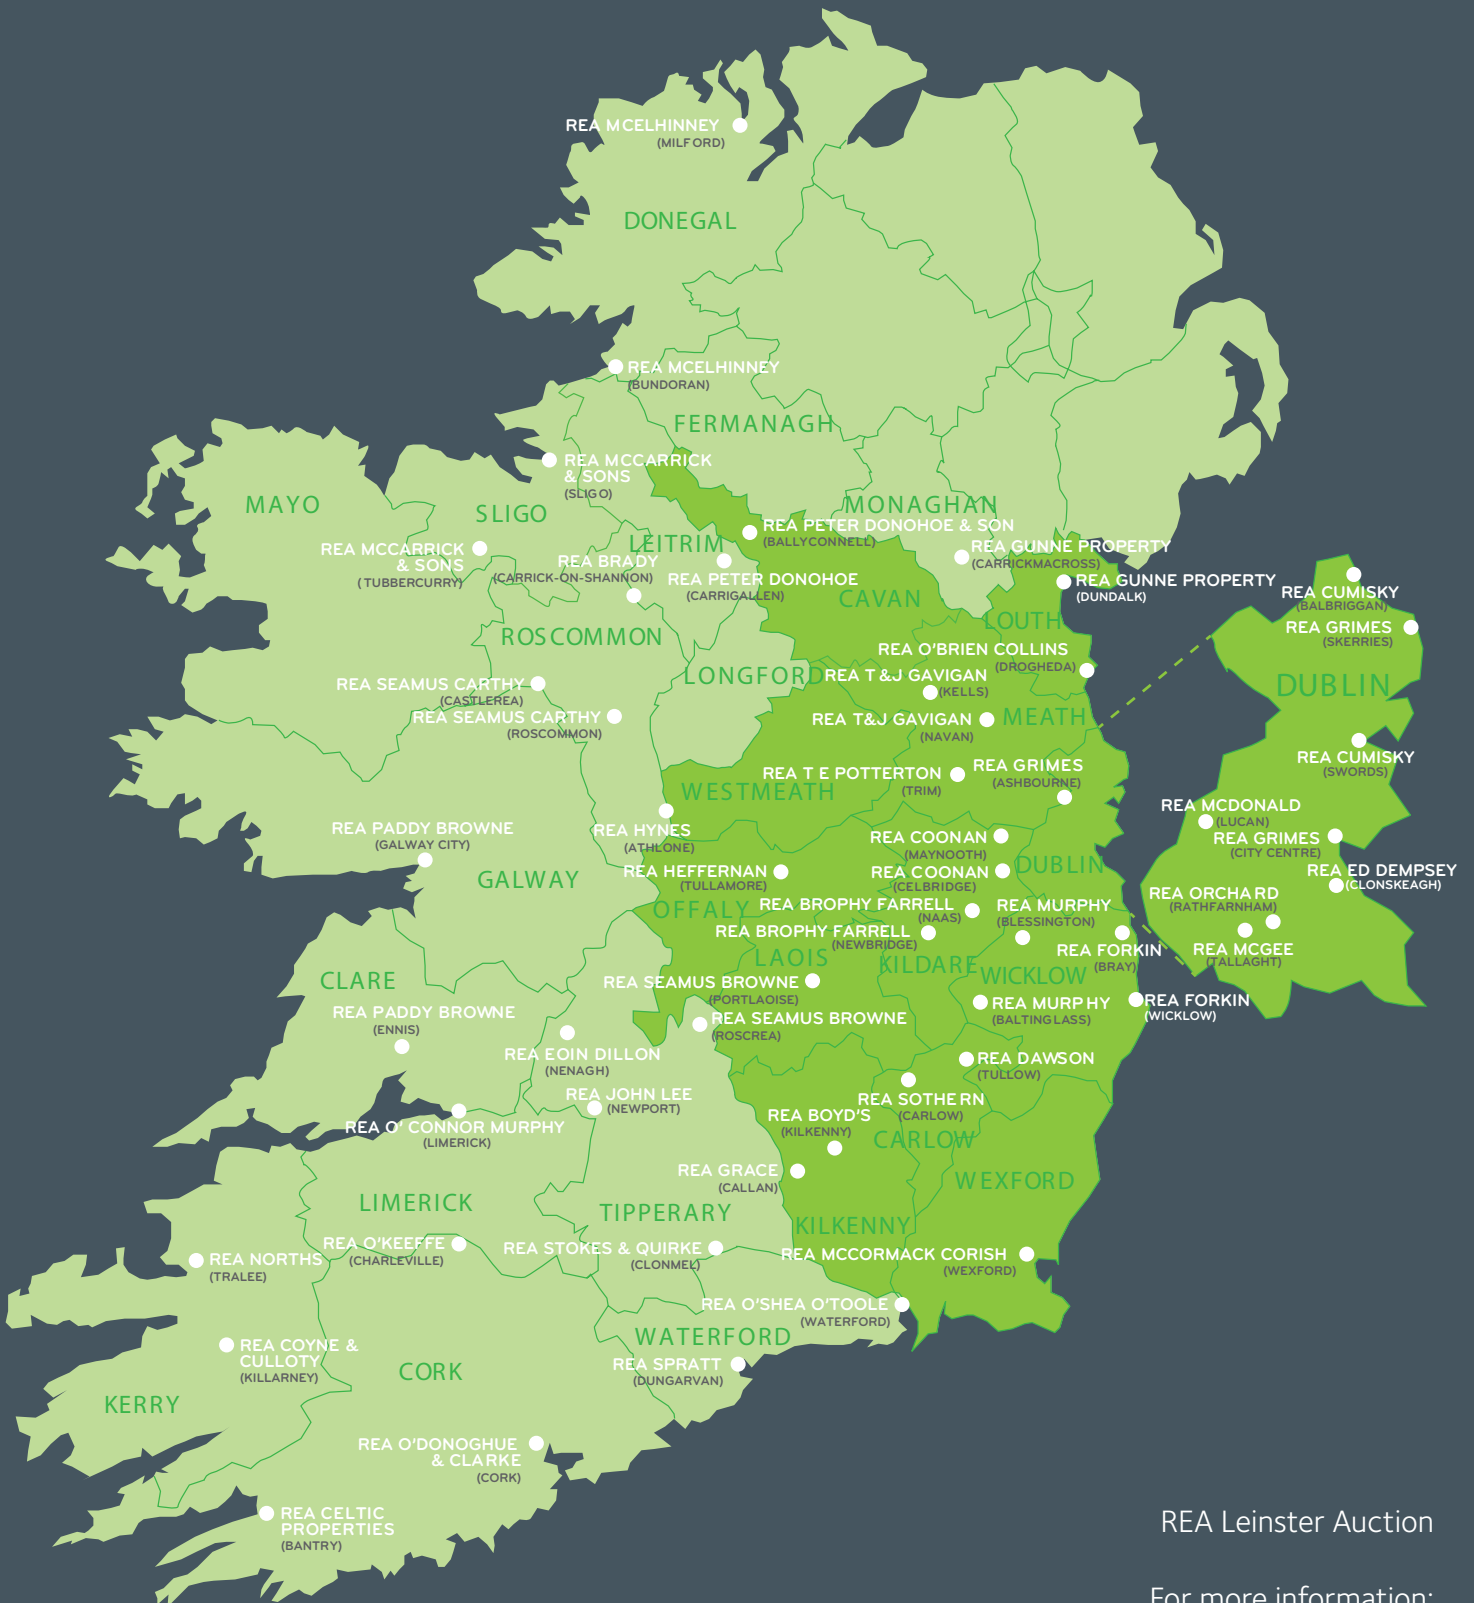 REA MCELHINNEY
(MILFORD)
DONEGAL
REA MCELHINNEY
(BUNDORAN)
FERMANAGH
REA MCCARRICK
& SONS
(SLIGO)
MAYO
SLIGO
MONAGHAN
REA PETER DONOHOE & SON
(BALLYCONNELL)
LEITRIM
REA MCCARRICK
& SONS
(TUBBERCURRY)
REA BRADY
(CARRICK-ON-SHANNON)
REA GUNNE PROPERTY
(CARRICKMACROSS)
REA PETER DONOHOE
(CARRIGALLEN)
REA GUNNE PROPERTY
(DUNDALK)
CAVAN
LOUTH
REA CUMISKY
(BALBRIGGAN)
REA GRIMES
(SKERRIES)
ROSCOMMON
REA O'BRIEN COLLINS
(DROGHEDA)
LONGFORD
REA T&J GAVIGAN
(KELLS)
REA SEAMUS CARTHY
(CASTLEREA)
DUBLIN
REA SEAMUS CARTHY
(ROSCOMMON)
REA T&J GAVIGAN
(NAVAN)
MEATH
REA CUMISKY
(SWORDS)
REA T E POTTERTON
(TRIM)
REA GRIMES
(ASHBOURNE)
WESTMEATH
REA MCDONALD
(LUCAN)
REA PADDY BROWNE
(GALWAY CITY)
REA HYNES
(ATHLONE)
REA COONAN
(MAYNOOTH)
REA GRIMES
(CITY CENTRE)
DUBLIN
REA HEFFERNAN
(TULLAMORE)
REA COONAN
(CELBRIDGE)
REA ED DEMPSEY
(CLONSKEAGH)
GALWAY
REA ORCHARD
(RATHFARNHAM)
OFFALY
REA BROPHY FARRELL
(NAAS)
REA MURPHY
(BLESSINGTON)
REA BROPHY FARRELL
(NEWBRIDGE)
REA FORKIN
(BRAY)
REA MCGEE
(TALLAGHT)
LAOIS
KILDARE
WICKLOW
CLARE
REA SEAMUS BROWNE
(PORTLAOISE)
REA MURPHY
(BALTINGLASS)
REA FORKIN
(WICKLOW)
REA PADDY BROWNE
(ENNIS)
REA SEAMUS BROWNE
(ROSCREA)
REA EOIN DILLON
(NENAGH)
REA DAWSON
(TULLOW)
REA JOHN LEE
(NEWPORT)
REA SOTHERN
(CARLOW)
REA O' CONNOR MURPHY
(LIMERICK)
REA BOYD'S
(KILKENNY)
CARLOW
REA GRACE
(CALLAN)
WEXFORD
LIMERICK
TIPPERARY
KILKENNY
REA O'KEEFFE
(CHARLEVILLE)
REA STOKES & QUIRKE
(CLONMEL)
REA MCCORMACK CORISH
(WEXFORD)
REA NORTHS
(TRALEE)
REA O'SHEA O'TOOLE
(WATERFORD)
WATERFORD
REA COYNE &
CULLOTY
(KILLARNEY)
REA SPRATT
(DUNGARVAN)
CORK
KERRY
REA O'DONOGHUE
& CLARKE
(CORK)
REA CELTIC
PROPERTIES
(BANTRY)
REA Leinster Auction
For more information: